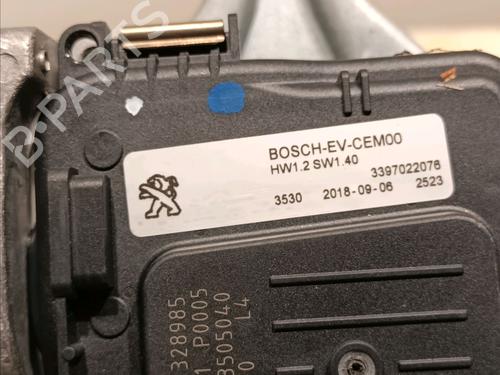 B-PARTS
BOSCH-EV-CEM00
HW1.2 SW1.40
3397022076
3530 2018-09-06 2523
328985
1 P0005
3505040
L4
0